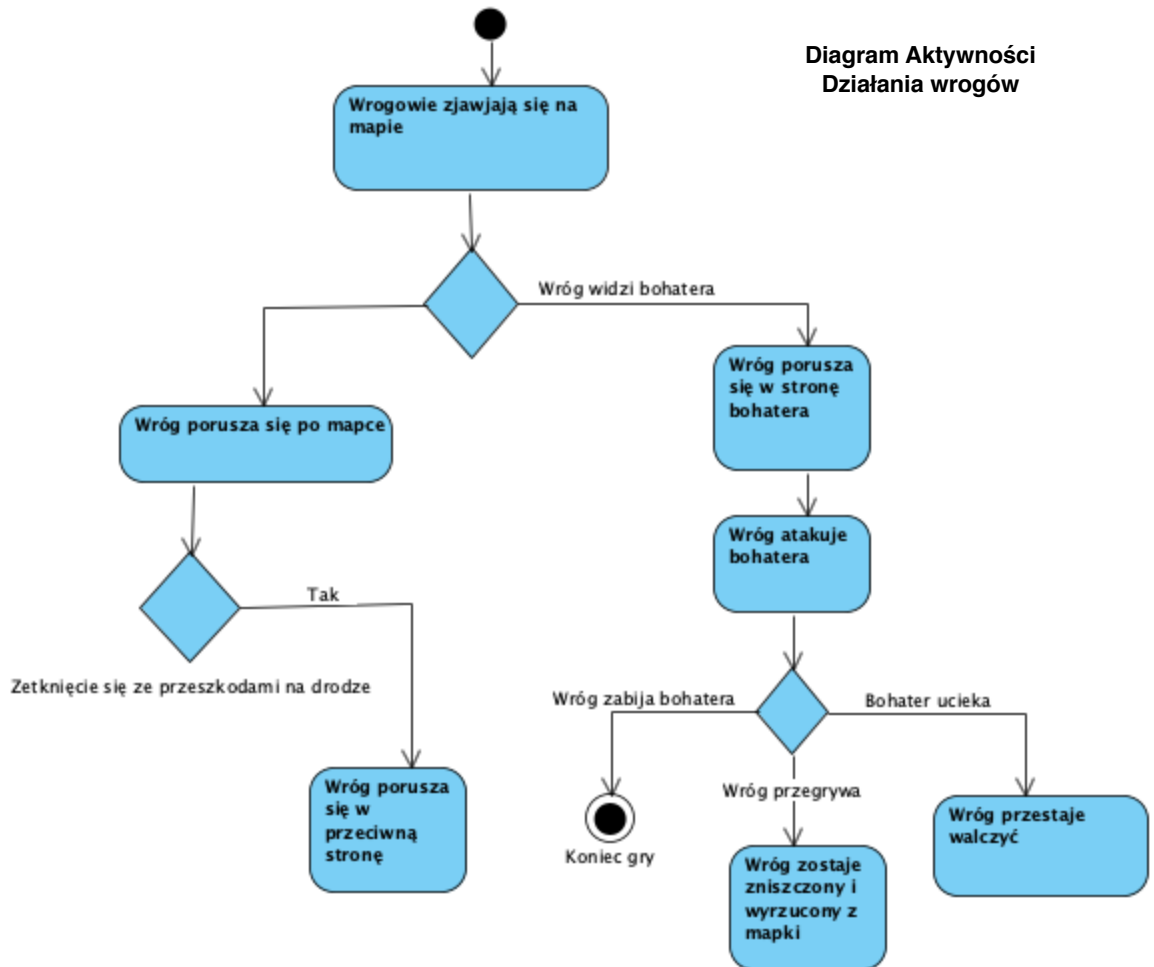 Diagram Aktywności
Działania wrogów
Wrogowie zjawjają się na
mapie
Wróg widzi bohatera
Wróg porusza
się w stronę
bohatera
Wróg porusza się po mapce
Wróg atakuje
bohatera
Tak
Zetknięcie się ze przeszkodami na drodze
Wróg zabija bohatera
Bohater ucieka
Wróg porusza
się w
przeciwną
stronę
Wróg przegrywa
Wróg przestaje
walczyć
Koniec gry
Wróg zostaje
zniszczony i
wyrzucony z
mapki